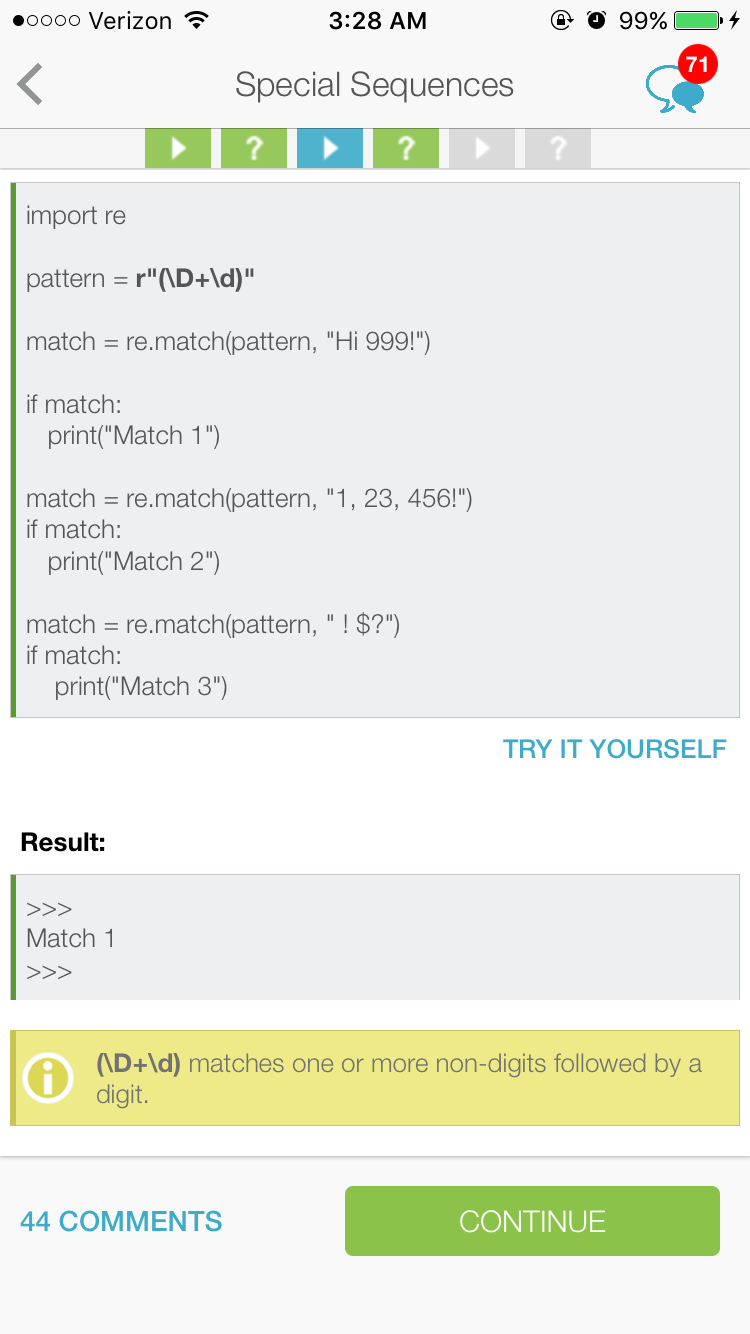 Verizon 3:28 AM 99%
Special Sequences 71
? ? ?
import re
pattern = r"(\D+\d)"
match = re.match(pattern, "Hi 999!")
if match:
print("Match 1")
match = re.match(pattern, "1, 23, 456!")
if match:
print("Match 2")
match = re.match(pattern, " ! $?")
if match:
print("Match 3")
TRY IT YOURSELF
Result:
>>>
Match 1
>>>
(\D+\d) matches one or more non-digits followed by a
digit.
44 COMMENTS CONTINUE